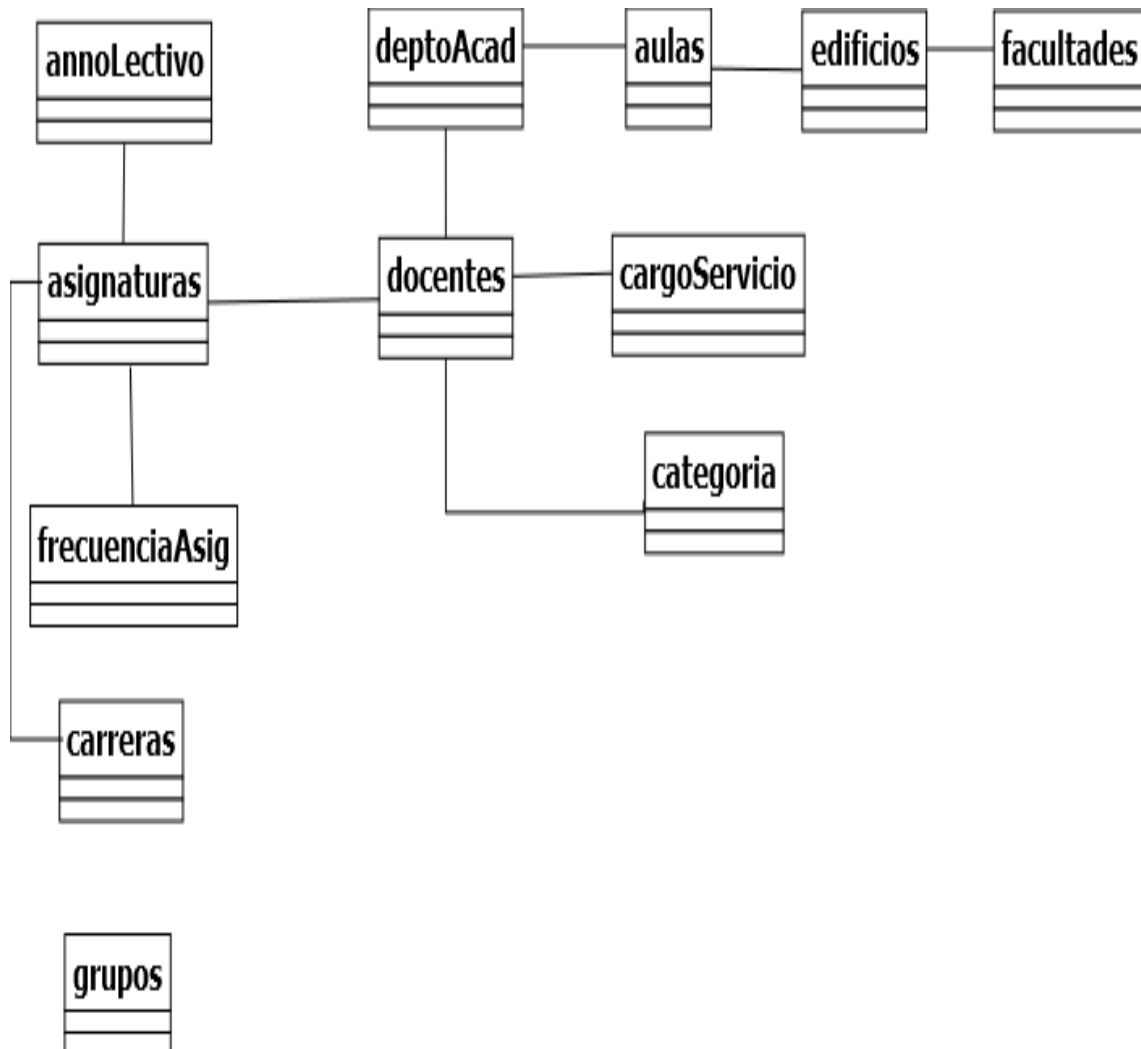 annoLectivo
deptoAcad
aulas
edificios
facultades
asignaturas
docentes
cargoServicio
categoria
frecuenciaAsig
carreras
grupos